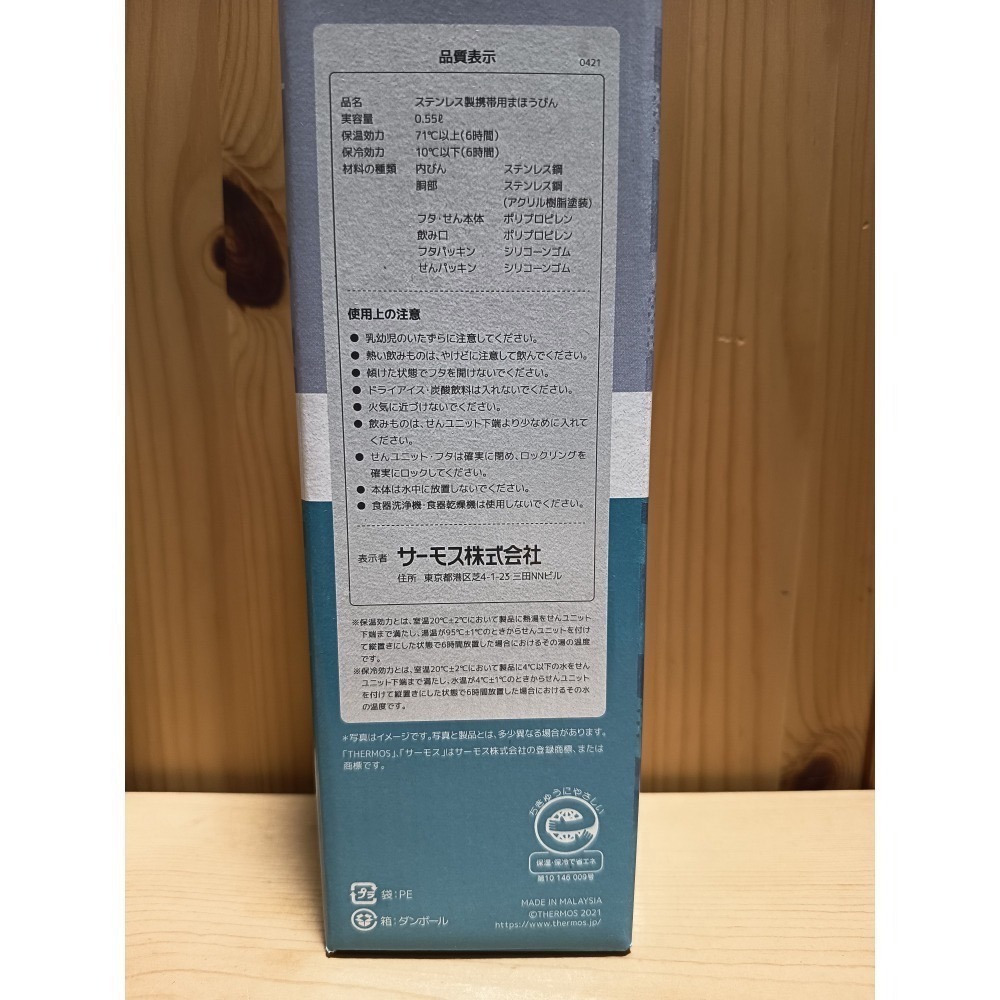 品質表示
0421
品名 ステンレス製携帯用まほうびん
実容量 0.55ℓ
保温効力 71℃以上(6時間)
保冷効力 10℃以下(6時間)
材料の種類 内びん ステンレス鋼
胴部 ステンレス鋼
(アクリル樹脂塗装)
フタ・せん本体 ポリプロピレン
飲み口 ポリプロピレン
フタパッキン シリコーンゴム
せんパッキン シリコーンゴム
使用上の注意
● 乳幼児のいたずらに注意してください。
● 熱い飲みものは、やけどに注意して飲んでください。
● 傾けた状態でフタを開けないでください。
● ドライアイス・炭酸飲料は入れないでください。
● 火気に近づけないでください。
● 飲みものは、せんユニット下端より少なめに入れて
ください。
● せんユニット・フタは確実に閉め、ロックリングを
確実にロックしてください。
● 本体は水中に放置しないでください。
● 食器洗浄機・食器乾燥機は使用しないでください。
表示者 サーモス株式会社
住所 東京都港区芝4-1-23 三田NNビル
※保温効力とは、室温20℃±2℃において製品に熱湯をせんユニット
下端まで満たし、湯温が95℃±1℃のときからせんユニットを付け
て縦置きにした状態で6時間放置した場合におけるその湯の温度
です。
※保冷効力とは、室温20℃±2℃において製品に4℃以下の水をせん
ユニット下端まで満たし、水温が4℃±1℃のときからせんユニット
を付けて縦置きにした状態で6時間放置した場合におけるその水
の温度です。
＊写真はイメージです。写真と製品とは、多少異なる場合があります。
「THERMOS」、「サーモス」はサーモス株式会社の登録商標、または
商標です。
ちきゅうにやさしい
保温・保冷で省エネ
第10 146 009号
プラ 袋:PE
箱:ダンボール
MADE IN MALAYSIA
©THERMOS 2021
https://www.thermos.jp/